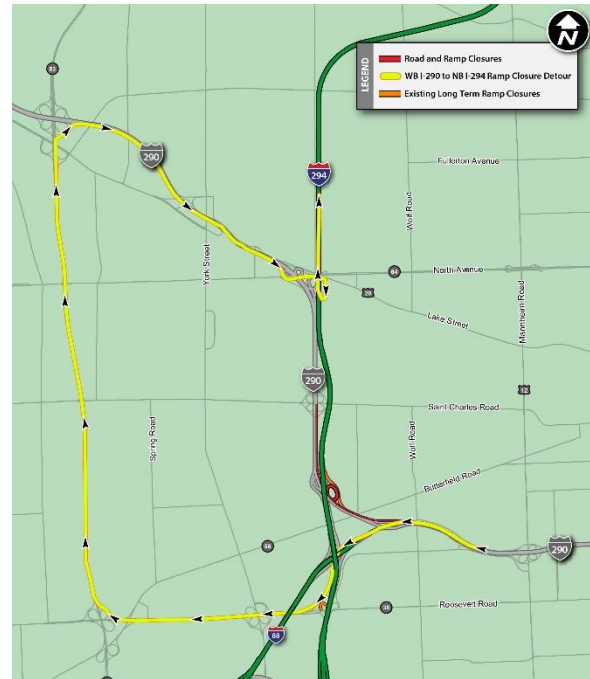 N
LEGEND
Road and Ramp Closures
WB I-290 to NB I-294 Ramp Closure Detour
Existing Long Term Ramp Closures
83
290
Fullerton Avenue
294
Wolf Road
York Street
64
North Avenue
20
Mannheim Road
Lake Street
290
12
Saint Charles Road
Spring Road
Wolf Road
Butterfield Road
56
290
38
Roosevelt Road
88